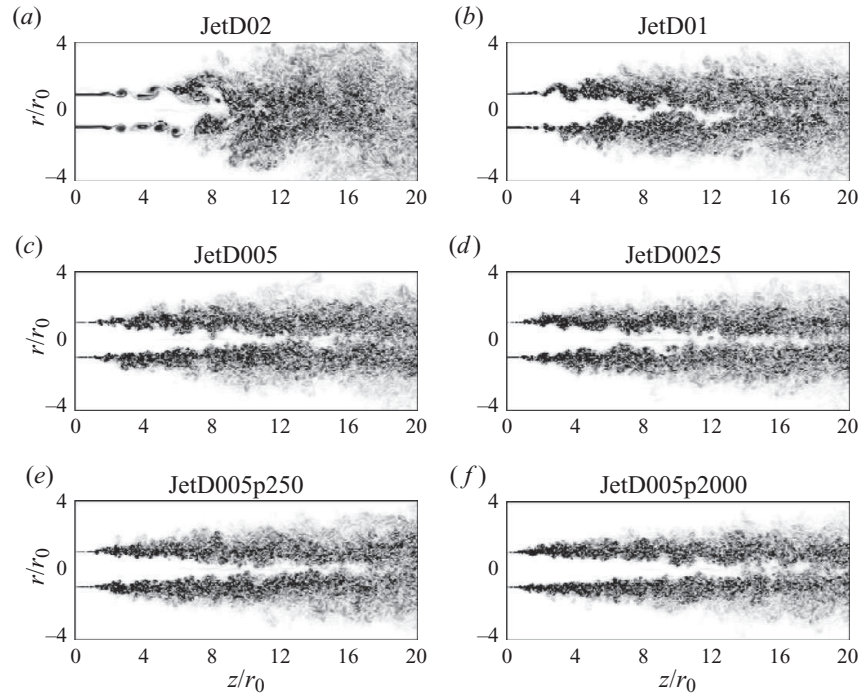 (a) JetD02
(b) JetD01
r/r0
4
0
–4
0 4 8 12 16 20
4
0
–4
0 4 8 12 16 20
(c) JetD005
(d) JetD0025
r/r0
4
0
–4
0 4 8 12 16 20
4
0
–4
0 4 8 12 16 20
(e) JetD005p250
(f) JetD005p2000
r/r0
4
0
–4
0 4 8 12 16 20
z/r0
4
0
–4
0 4 8 12 16 20
z/r0